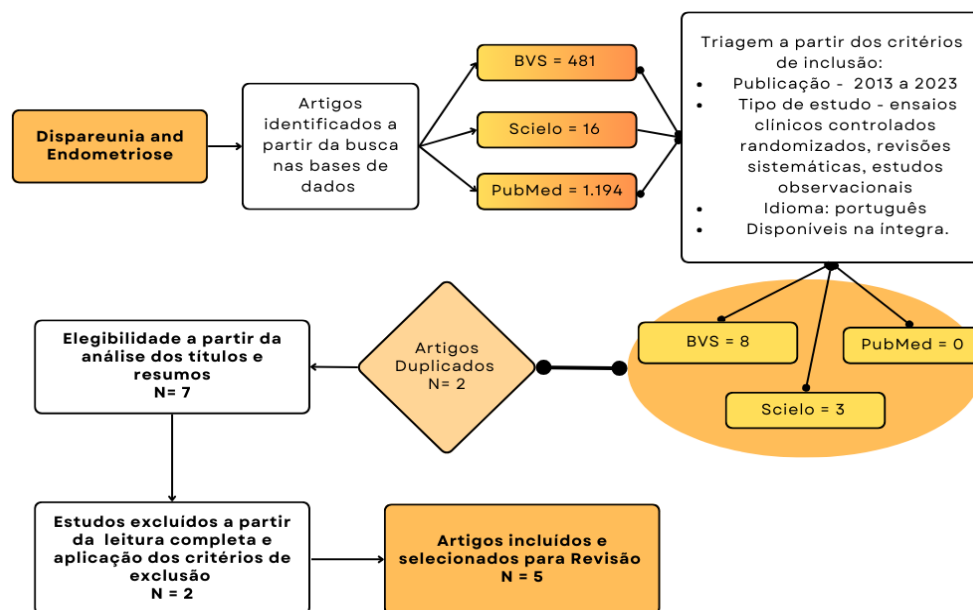 Dispareunia and
Endometriose
Artigos
identificados a
partir da busca
nas bases de
dados
BVS = 481
Scielo = 16
PubMed = 1.194
Triagem a partir dos critérios
de inclusão:
• Publicação - 2013 a 2023
• Tipo de estudo - ensaios
clínicos controlados
randomizados, revisões
sistemáticas, estudos
observacionais
• Idioma: português
• Disponíveis na integra.
BVS = 8
PubMed = 0
Scielo = 3
Artigos
Duplicados
N= 2
Elegibilidade a partir da
análise dos títulos e
resumos
N= 7
Estudos excluídos a partir
da leitura completa e
aplicação dos critérios de
exclusão
N = 2
Artigos incluídos e
selecionados para Revisão
N = 5